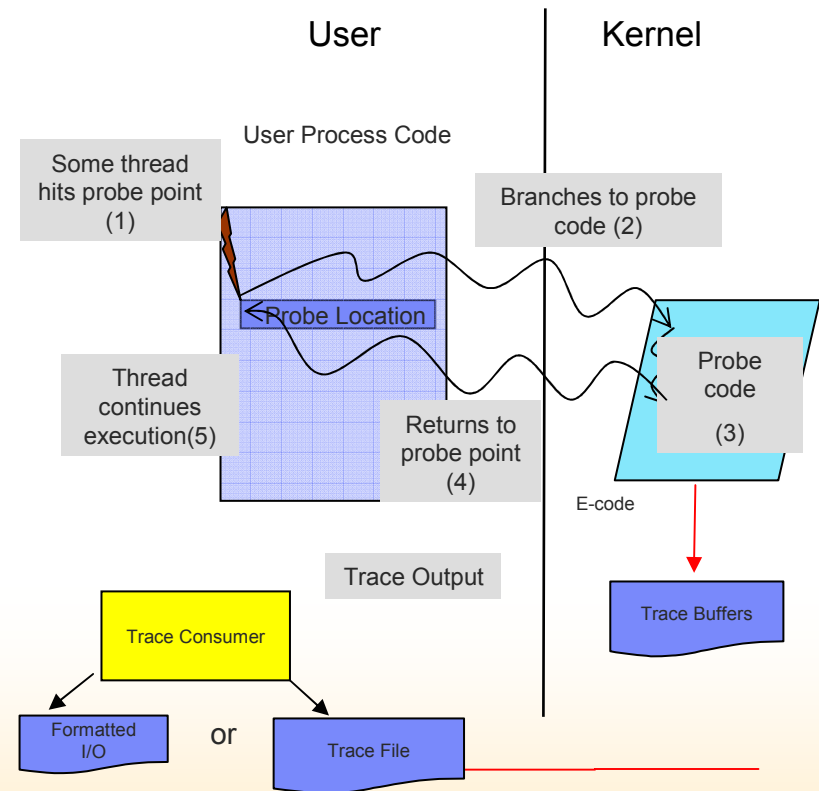 User
Kernel
User Process Code
Some thread
hits probe point
(1)
Branches to probe
code (2)
Probe Location
Probe
code
(3)
Thread
continues
execution(5)
Returns to
probe point
(4)
E-code
Trace Output
Trace Buffers
Trace Consumer
Formatted
I/O
or
Trace File